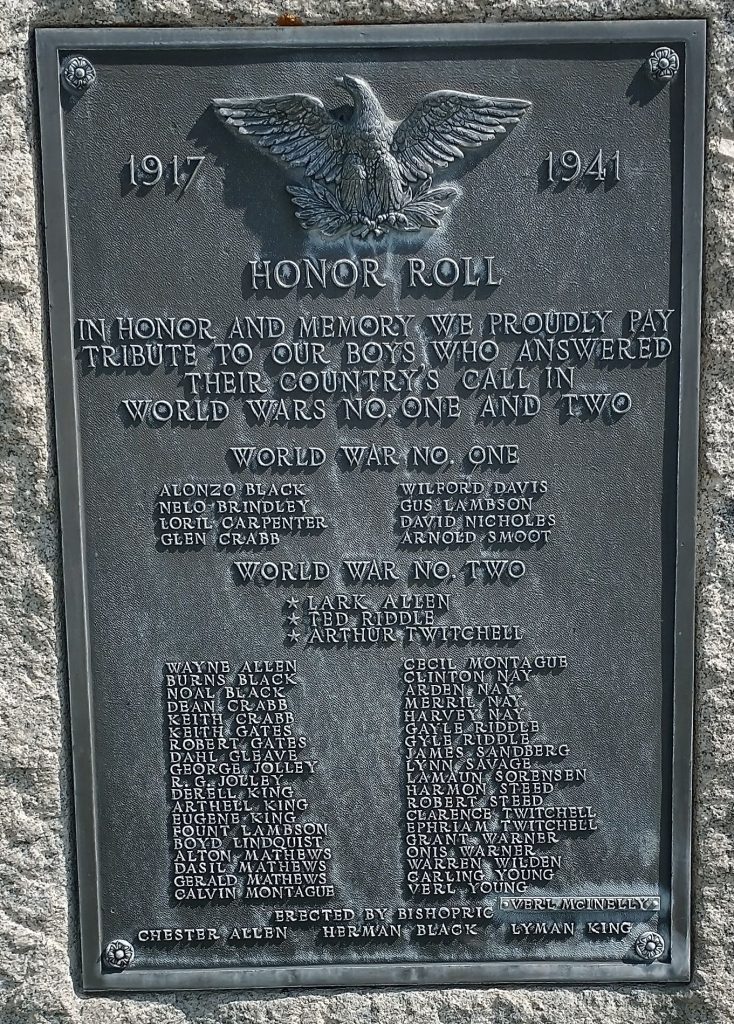 1917 1941
HONOR ROLL
IN HONOR AND MEMORY WE PROUDLY PAY
TRIBUTE TO OUR BOYS WHO ANSWERED
THEIR COUNTRY'S CALL IN
WORLD WARS NO. ONE AND TWO
WORLD WAR NO. ONE
ALONZO BLACK
NELO BRINDLEY
LORIL CARPENTER
GLEN CRABB
WILFORD DAVIS
GUS LAMBSON
DAVID NICHOLES
ARNOLD SMOOT
WORLD WAR NO. TWO
* LARK ALLEN
* TED RIDDLE
* ARTHUR TWITCHELL
WAYNE ALLEN
BURNS BLACK
NOAL BLACK
DEAN CRABB
KEITH CRABB
KEITH GATES
ROBERT GATES
DAHL GLEAVE
GEORGE JOLLEY
R. G. JOLLEY
DERELL KING
ARTHELL KING
EUGENE KING
FOUNT LAMBSON
BOYD LINDQUIST
ALTON MATHEWS
DASIL MATHEWS
GERALD MATHEWS
CALVIN MONTAGUE
CECIL MONTAGUE
CLINTON NAY
ARDEN NAY
MERRIL NAY
HARVEY NAY
GAYLE RIDDLE
GYLE RIDDLE
JAMES SANDBERG
LYNN SAVAGE
LAMAUN SORENSEN
HARMON STEED
ROBERT STEED
CLARENCE TWITCHELL
EPHRIAM TWITCHELL
GRANT WARNER
ONIS WARNER
WARREN WILDEN
CARLING YOUNG
VERL YOUNG
VERL MCINELLY
ERECTED BY BISHOPRIC
CHESTER ALLEN HERMAN BLACK LYMAN KING